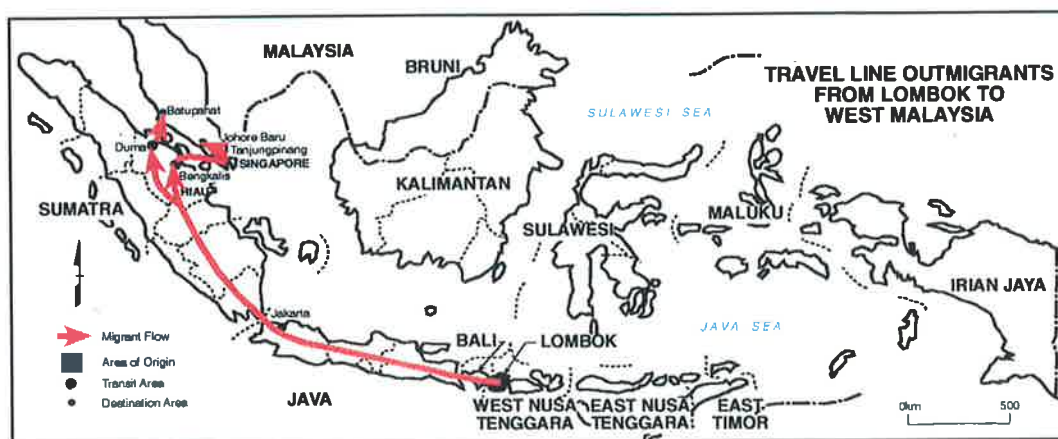 MALAYSIA
BRUNI
TRAVEL LINE OUTMIGRANTS
FROM LOMBOK TO
WEST MALAYSIA
SULAWESI SEA
Batupahat
Johore Baru
Duma
Tanjungpinang
SINGAPORE
Bengkalis
RIAU
KALIMANTAN
SUMATRA
SULAWESI
MALUKU
IRIAN JAYA
Jakarta
JAVA SEA
Migrant Flow
Area of Origin
Transit Area
Destination Area
BALI
LOMBOK
JAVA
WEST NUSA
TENGGARA
EAST NUSA
TENGGARA
EAST
TIMOR
0km 500